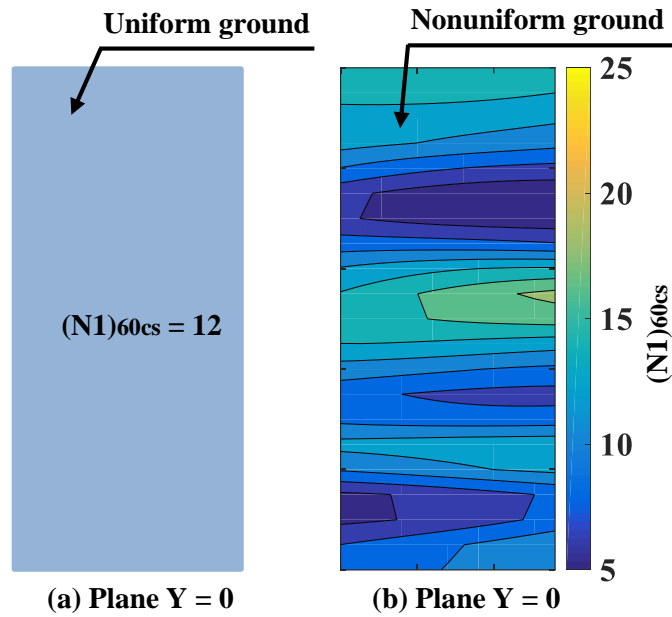 Uniform ground
Nonuniform ground
(N1)60cs = 12
25
20
15
10
5
(N1)60cs
(a) Plane Y = 0
(b) Plane Y = 0